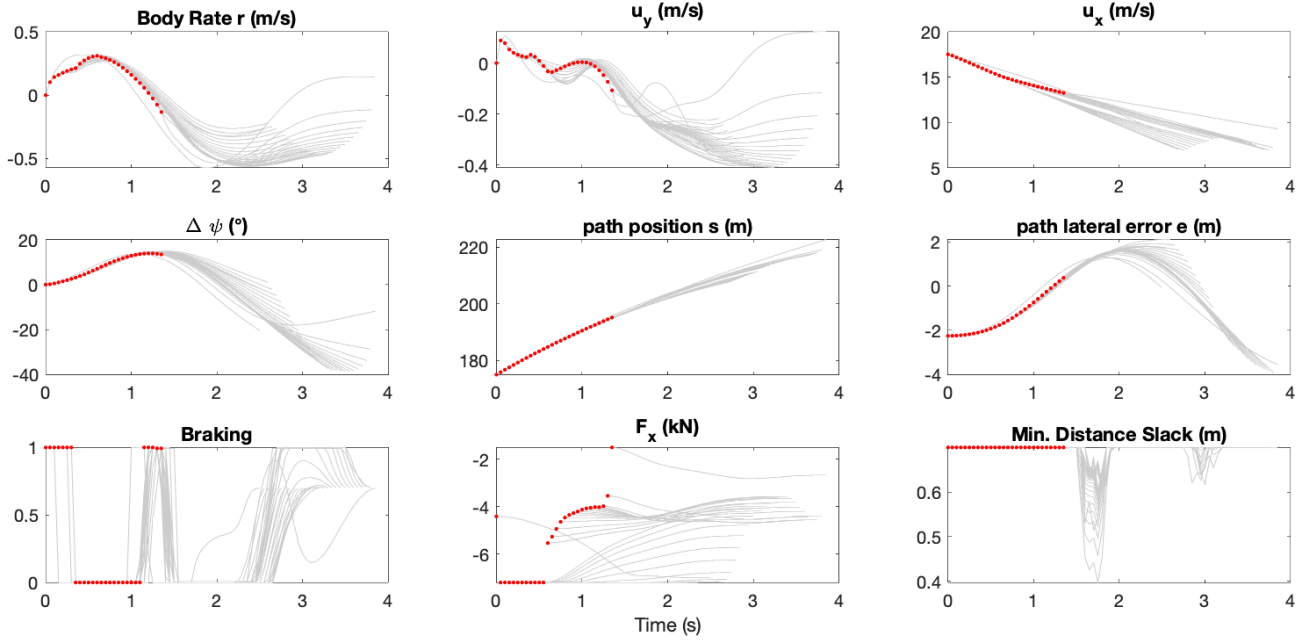 Body Rate r (m/s)
u_y (m/s)
u_x (m/s)
0.5
0
-0.5
0 1 2 3 4
0
-0.2
-0.4
0 1 2 3 4
20
15
10
5
0 1 2 3 4
Δ ψ (°)
path position s (m)
path lateral error e (m)
20
0
-20
-40
0 1 2 3 4
220
200
180
0 1 2 3 4
2
0
-2
-4
0 1 2 3 4
Braking
F_x (kN)
Min. Distance Slack (m)
1
0.5
0
0 1 2 3 4
-2
-4
-6
0 1 2 3 4
0.6
0.5
0.4
0 1 2 3 4
Time (s)